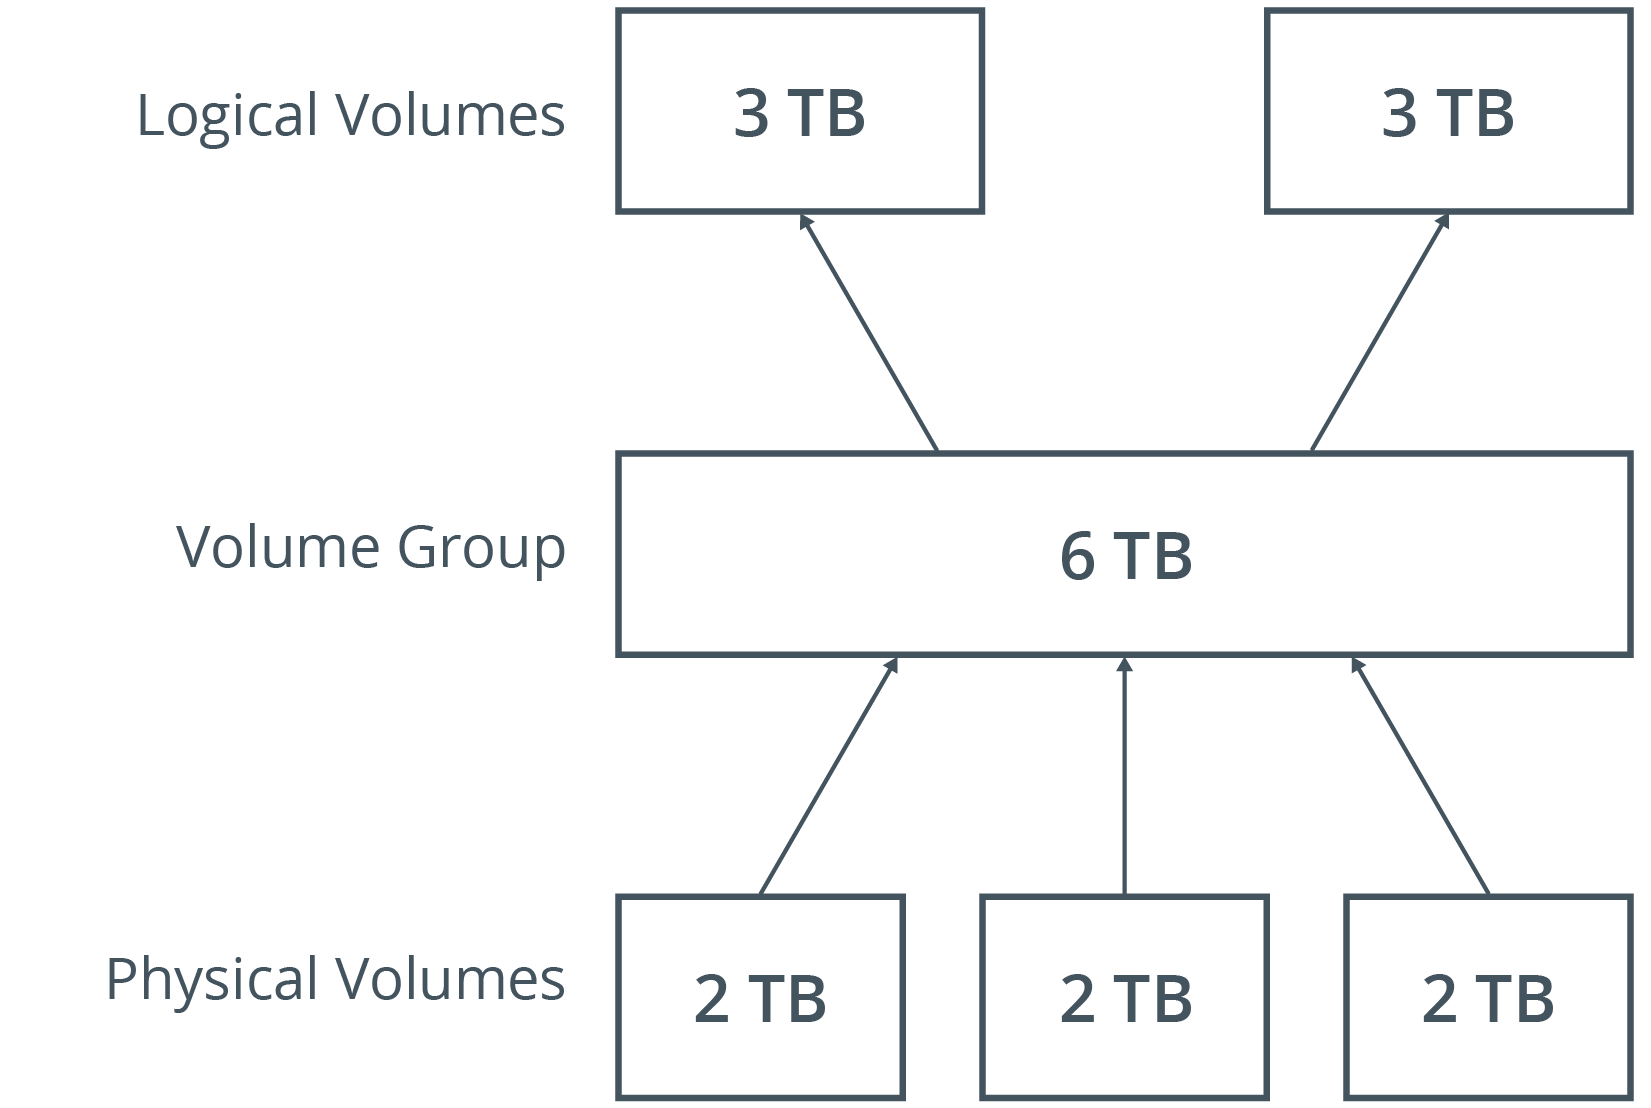 Logical Volumes
3 TB
3 TB
Volume Group
6 TB
Physical Volumes
2 TB
2 TB
2 TB